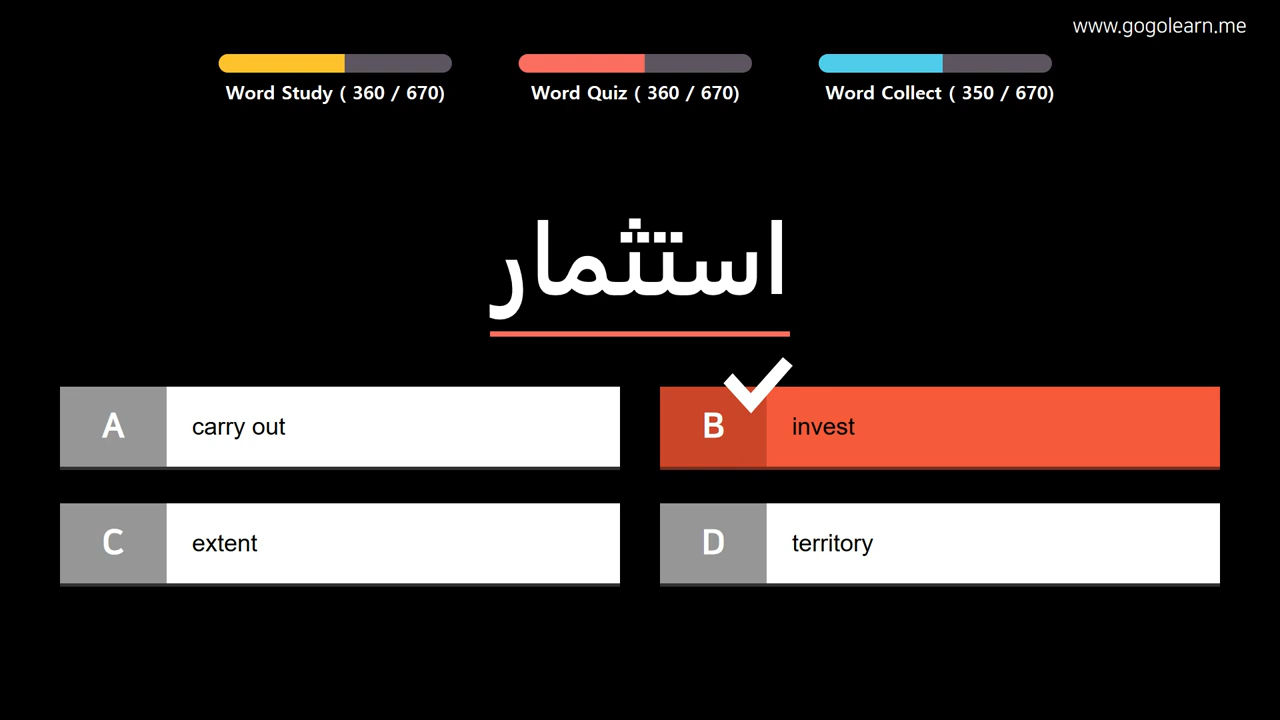 www.gogolearn.me
Word Study ( 360 / 670)
Word Quiz ( 360 / 670)
Word Collect ( 350 / 670)
استثمار
A carry out
B invest
C extent
D territory